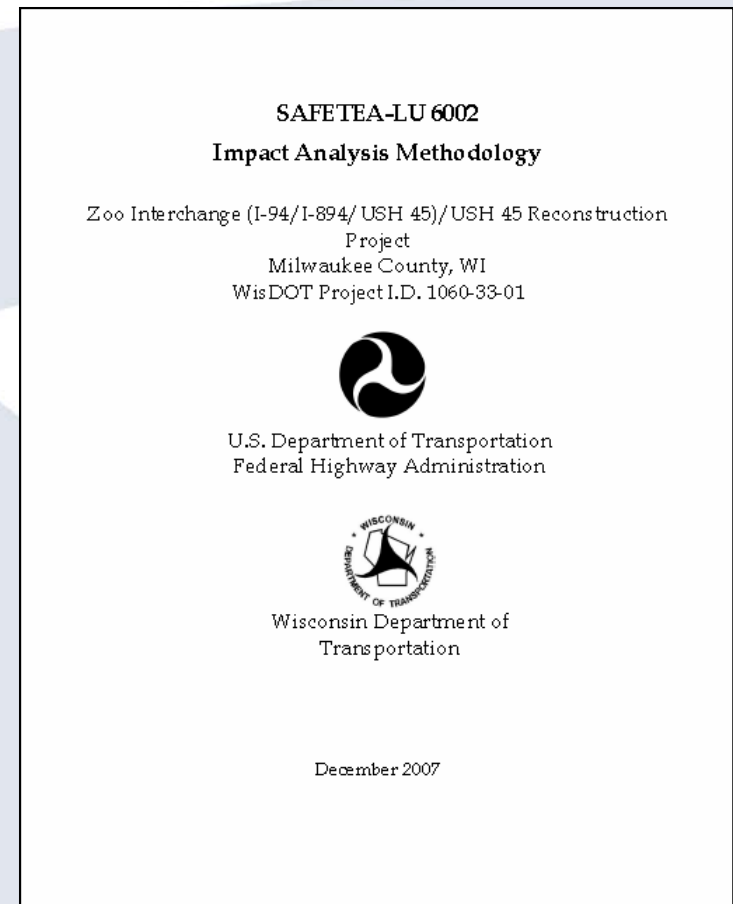 SAFETEA-LU 6002
Impact Analysis Methodology
Zoo Interchange (I-94/I-894/ USH 45)/USH 45 Reconstruction
Project
Milwaukee County, WI
WisDOT Project I.D. 1060-33-01
U.S. Department of Transportation
Federal Highway Administration
WISCONSIN
DEPARTMENT OF TRANSPORTATION
Wisconsin Department of
Transportation
December 2007